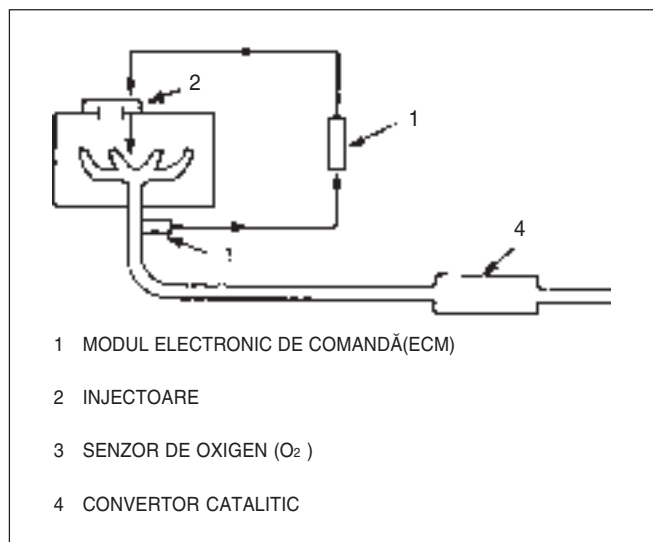 2
1
4
1
1 MODUL ELECTRONIC DE COMANDĂ(ECM)
2 INJECTOARE
3 SENZOR DE OXIGEN (O2 )
4 CONVERTOR CATALITIC